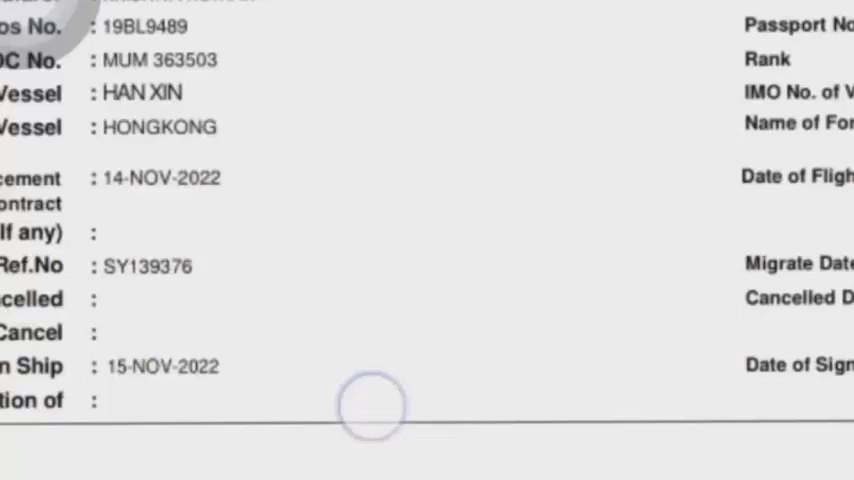 os No. : 19BL9489 Passport No
DC No. : MUM 363503 Rank
Vessel : HAN XIN IMO No. of V
Vessel : HONGKONG Name of For
cement : 14-NOV-2022 Date of Fligh
ontract
If any) :
Ref.No : SY139376 Migrate Date
celled : Cancelled D
Cancel :
n Ship : 15-NOV-2022 Date of Sign
tion of :